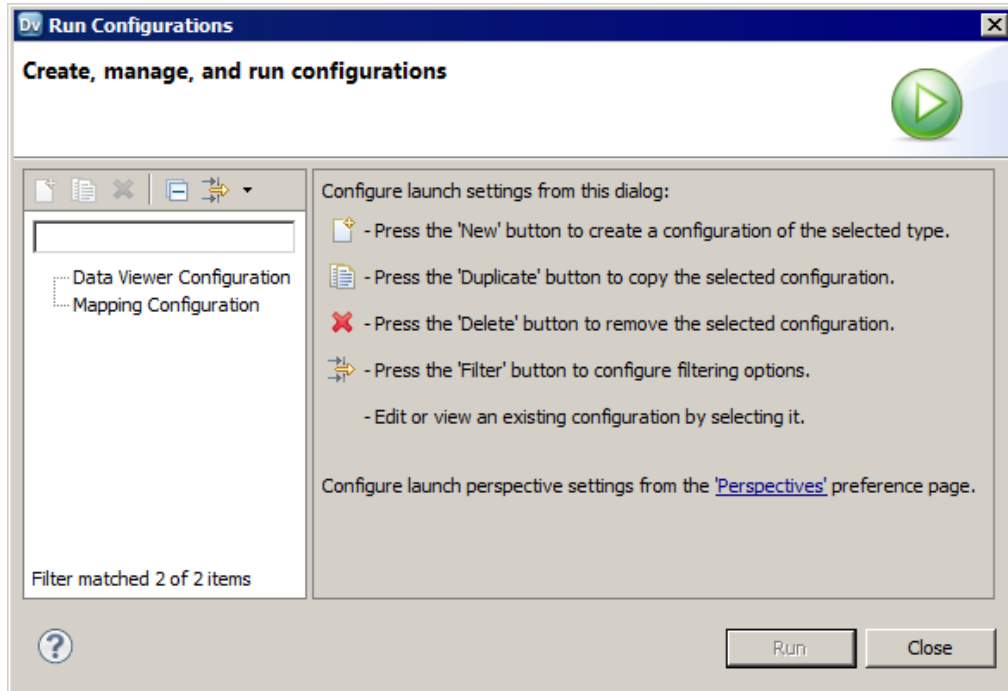 Dv Run Configurations
Create, manage, and run configurations
Data Viewer Configuration
Mapping Configuration
Filter matched 2 of 2 items
Configure launch settings from this dialog:
- Press the 'New' button to create a configuration of the selected type.
- Press the 'Duplicate' button to copy the selected configuration.
- Press the 'Delete' button to remove the selected configuration.
- Press the 'Filter' button to configure filtering options.
- Edit or view an existing configuration by selecting it.
Configure launch perspective settings from the 'Perspectives' preference page.
?
Run
Close